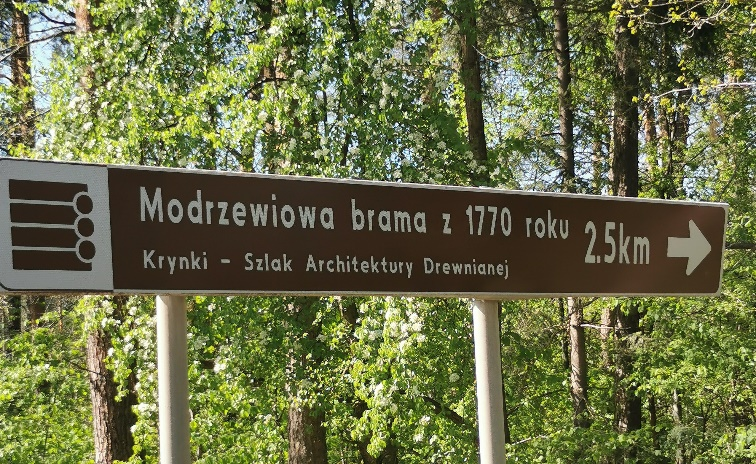 Modrzewiowa brama z 1770 roku 2.5km
Krynki - Szlak Architektury Drewnianej